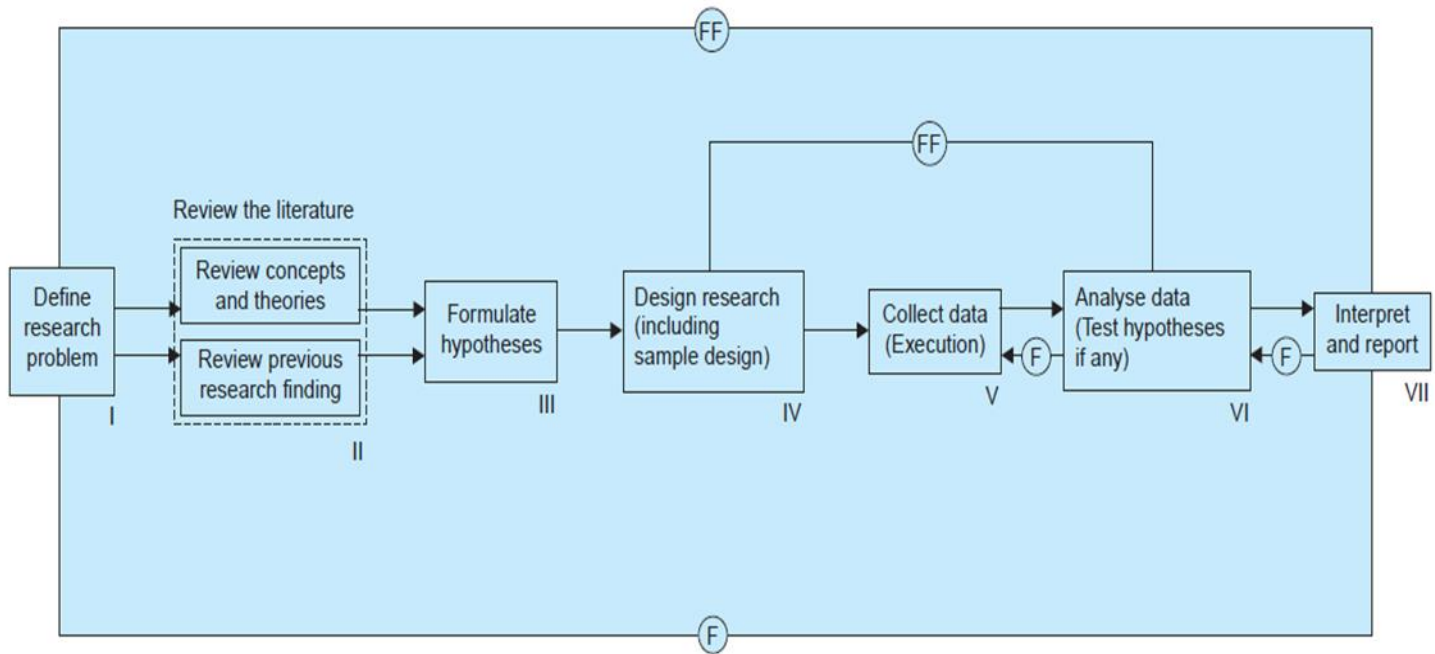 FF
FF
Review the literature
Review concepts
and theories
Define
research
problem
I
Review previous
research finding
II
Formulate
hypotheses
III
Design research
(including
sample design)
IV
Collect data
(Execution)
V
F
Analyse data
(Test hypotheses
if any)
VI
F
Interpret
and report
VII
F